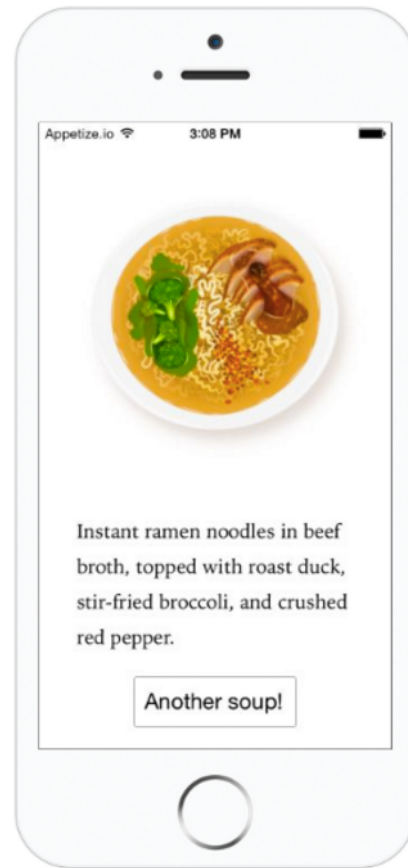 Appetize.io 3:08 PM
Instant ramen noodles in beef
broth, topped with roast duck,
stir-fried broccoli, and crushed
red pepper.
Another soup!